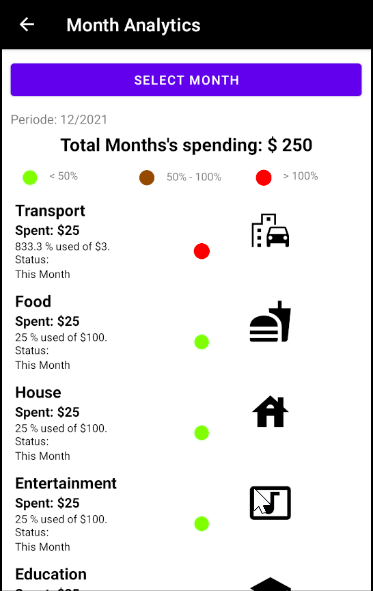 Month Analytics
SELECT MONTH
Periode: 12/2021
Total Months's spending: $ 250
< 50% 50% - 100% > 100%
Transport
Spent: $25
833.3 % used of $3.
Status:
This Month
Food
Spent: $25
25 % used of $100.
Status:
This Month
House
Spent: $25
25 % used of $100.
Status:
This Month
Entertainment
Spent: $25
25 % used of $100.
Status:
This Month
Education